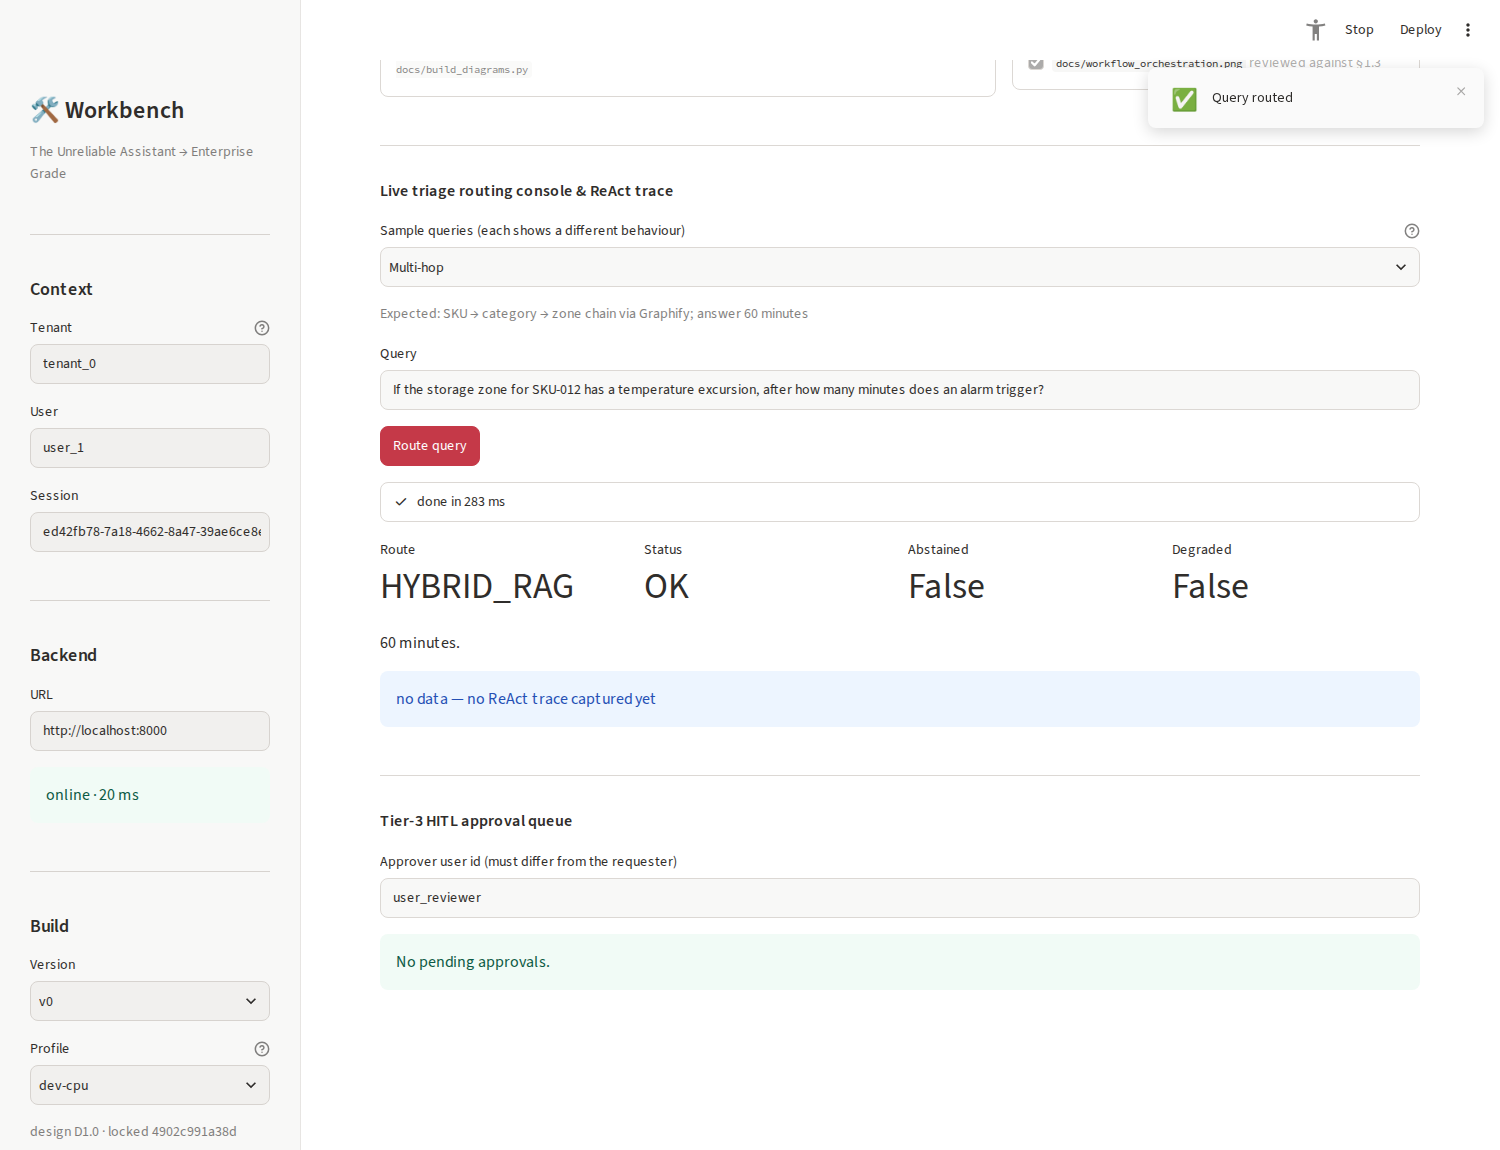 Stop
Deploy
🛠️ Workbench
The Unreliable Assistant → Enterprise
Grade
Context
Tenant
tenant_0
User
user_1
Session
ed42fb78-7a18-4662-8a47-39ae6ce8e
Backend
URL
http://localhost:8000
online · 20 ms
Build
Version
v0
Profile
dev-cpu
design D1.0 · locked 4902c991a38d
docs/build_diagrams.py
docs/workflow_orchestration.png reviewed against §1.3
✅ Query routed
Live triage routing console & ReAct trace
Sample queries (each shows a different behaviour)
Multi-hop
Expected: SKU → category → zone chain via Graphify; answer 60 minutes
Query
If the storage zone for SKU-012 has a temperature excursion, after how many minutes does an alarm trigger?
Route query
done in 283 ms
Route
HYBRID_RAG
Status
OK
Abstained
False
Degraded
False
60 minutes.
no data — no ReAct trace captured yet
Tier-3 HITL approval queue
Approver user id (must differ from the requester)
user_reviewer
No pending approvals.